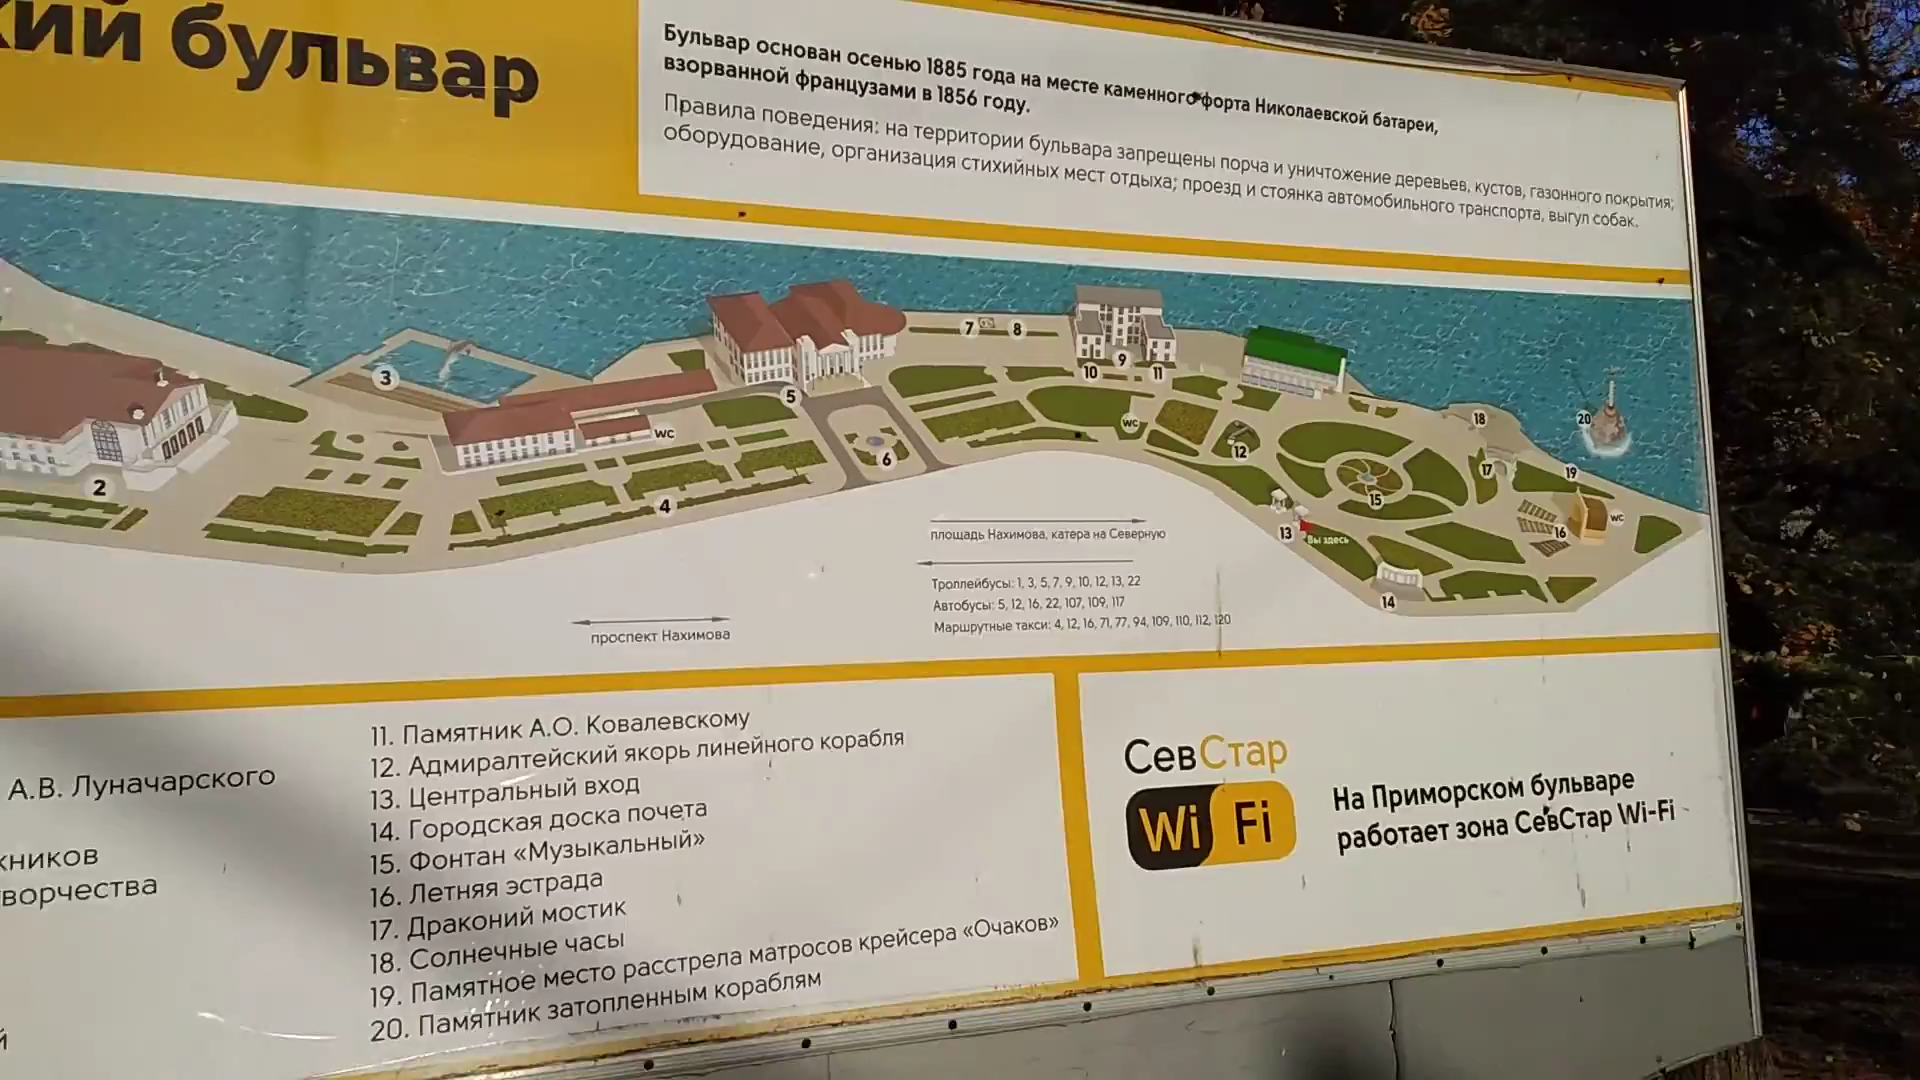 бульвар
Бульвар основан осенью 1885 года на месте каменного форта Николаевской батареи,
взорванной французами в 1856 году.
Правила поведения: на территории бульвара запрещены порча и уничтожение деревьев, кустов, газонного покрытия;
оборудование, организация стихийных мест отдыха; проезд и стоянка автомобильного транспорта, выгул собак.
7
8
3
9
10
11
5
WC
WC
18
20
6
12
17
19
2
4
15
WC
16
13
Вы здесь
14
площадь Нахимова, катера на Северную
Троллейбусы: 1, 3, 5, 7, 9, 10, 12, 13, 22
Автобусы: 5, 12, 16, 22, 107, 109, 117
Маршрутные такси: 4, 12, 16, 71, 77, 94, 109, 110, 112, 120
проспект Нахимова
А.В. Луначарского
11. Памятник А.О. Ковалевскому
12. Адмиралтейский якорь линейного корабля
13. Центральный вход
14. Городская доска почета
15. Фонтан «Музыкальный»
16. Летняя эстрада
17. Драконий мостик
18. Солнечные часы
19. Памятное место расстрела матросов крейсера «Очаков»
20. Памятник затопленным кораблям
СевСтар
Wi Fi
На Приморском бульваре
работает зона СевСтар Wi-Fi